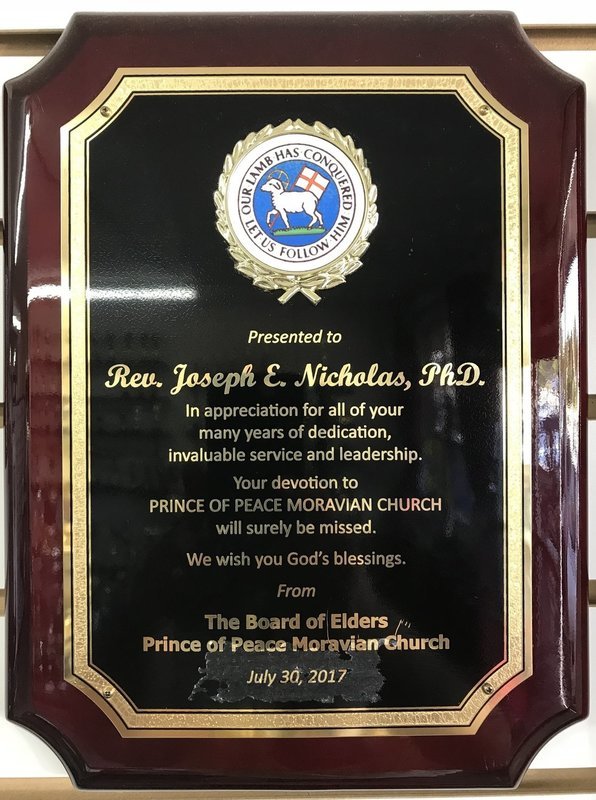 OUR LAMB HAS CONQUERED
LET US FOLLOW HIM
Presented to
Rev. Joseph E. Nicholas, PhD.
In appreciation for all of your
many years of dedication,
invaluable service and leadership.
Your devotion to
PRINCE OF PEACE MORAVIAN CHURCH
will surely be missed.
We wish you God's blessings.
From
The Board of Elders
Prince of Peace Moravian Church
July 30, 2017